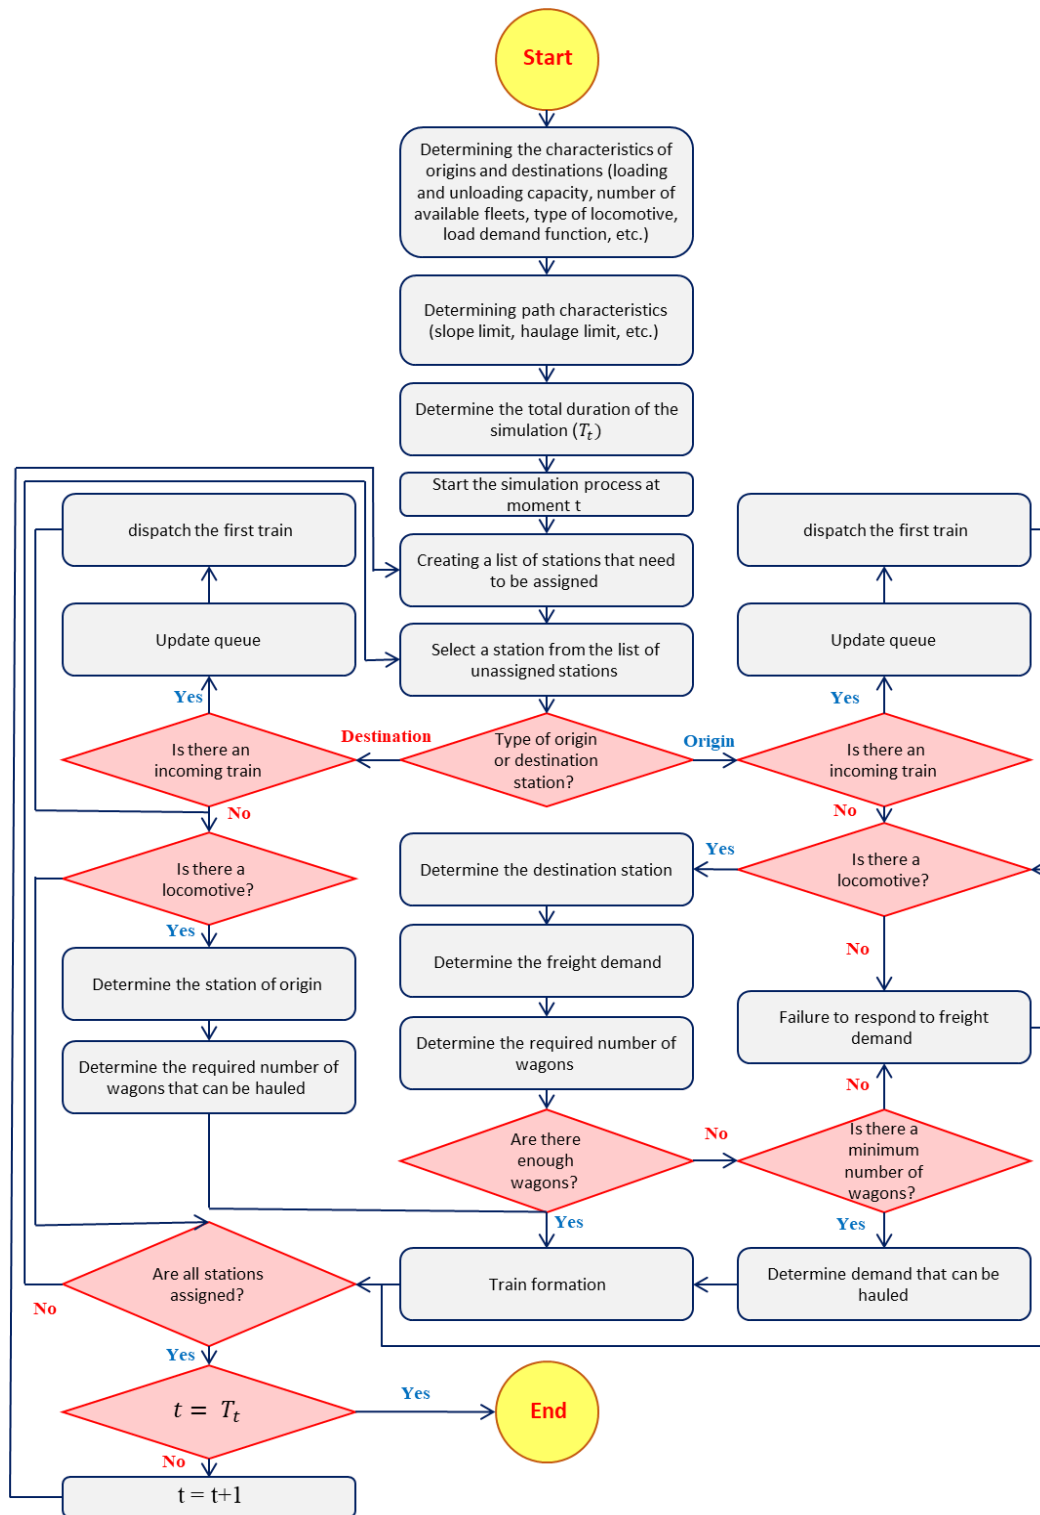 Start
Determining the characteristics of
origins and destinations (loading
and unloading capacity, number of
available fleets, type of locomotive,
load demand function, etc.)
Determining path characteristics
(slope limit, haulage limit, etc.)
Determine the total duration of the
simulation (T_t)
Start the simulation process at
moment t
dispatch the first train
Creating a list of stations that need
to be assigned
dispatch the first train
Update queue
Select a station from the list of
unassigned stations
Update queue
Yes
Yes
Is there an
incoming train
Destination
Type of origin
or destination
station?
Origin
Is there an
incoming train
No
No
Is there a
locomotive?
Determine the destination station
Yes
Is there a
locomotive?
Yes
No
Determine the station of origin
Determine the freight demand
Determine the required number of
wagons that can be hauled
Determine the required number of
wagons
Failure to respond to freight
demand
No
Are there
enough
wagons?
No
Is there a
minimum
number of
wagons?
Yes
Yes
Are all stations
assigned?
Train formation
Determine demand that can be
hauled
No
Yes
t = T_t
Yes
End
No
t = t+1